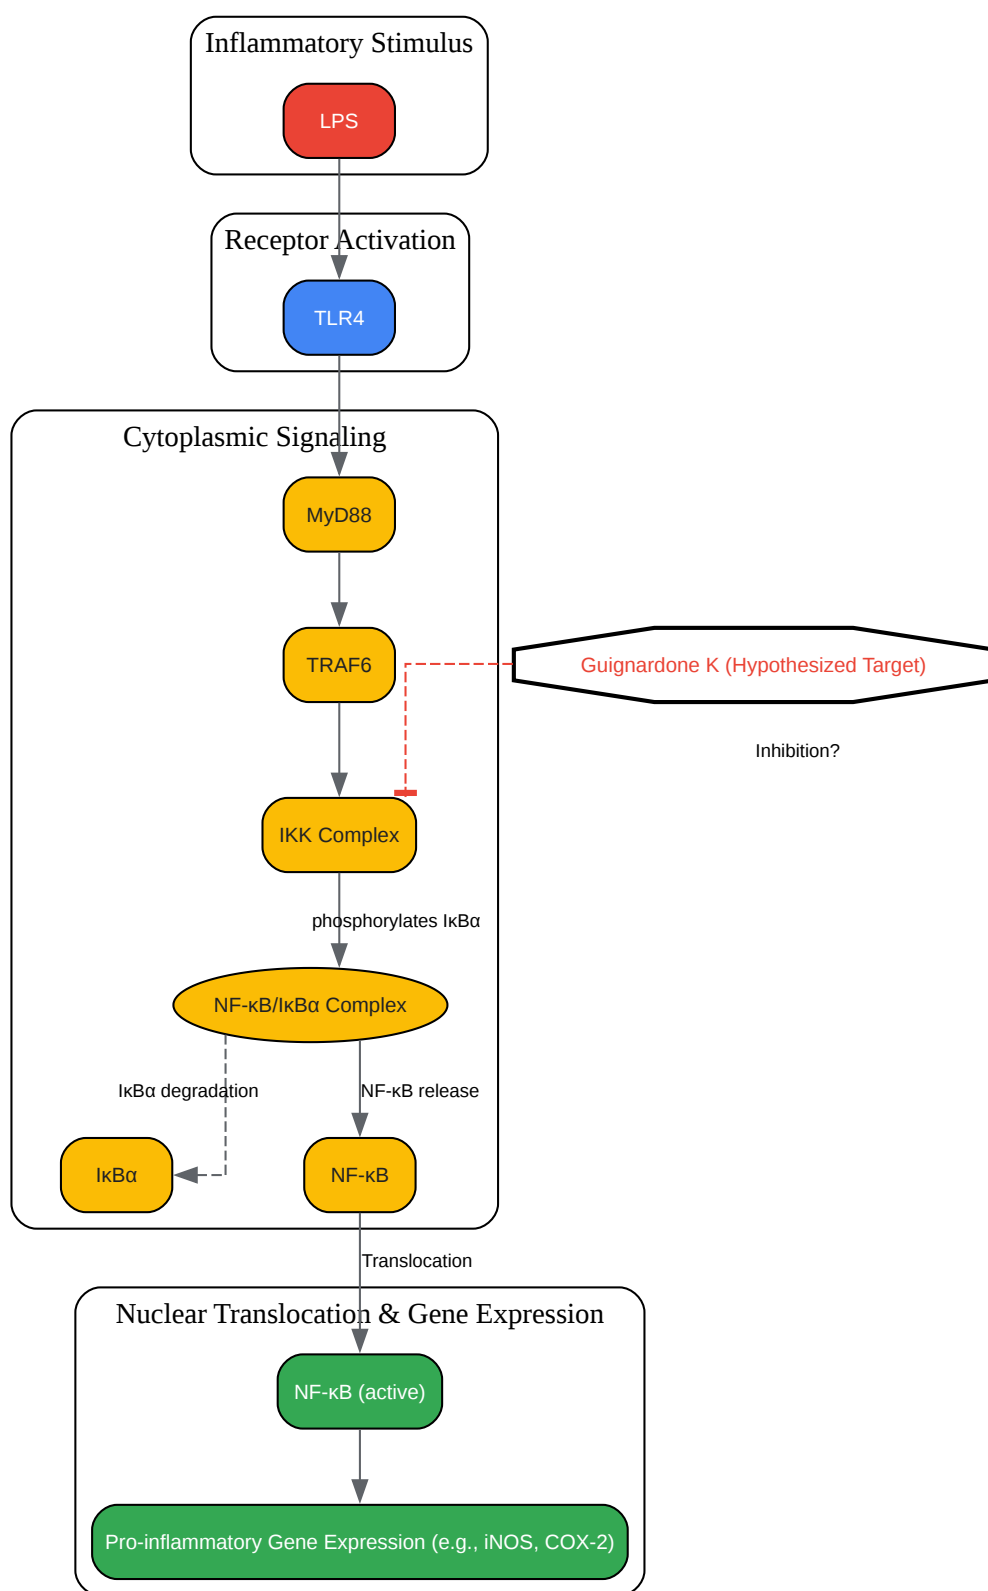 Inflammatory Stimulus
LPS
Receptor Activation
TLR4
Cytoplasmic Signaling
MyD88
TRAF6
Guignardone K (Hypothesized Target)
Inhibition?
IKK Complex
phosphorylates IκBα
NF-κB/IκBα Complex
IκBα degradation
NF-κB release
IκBα
NF-κB
Translocation
Nuclear Translocation & Gene Expression
NF-κB (active)
Pro-inflammatory Gene Expression (e.g., iNOS, COX-2)